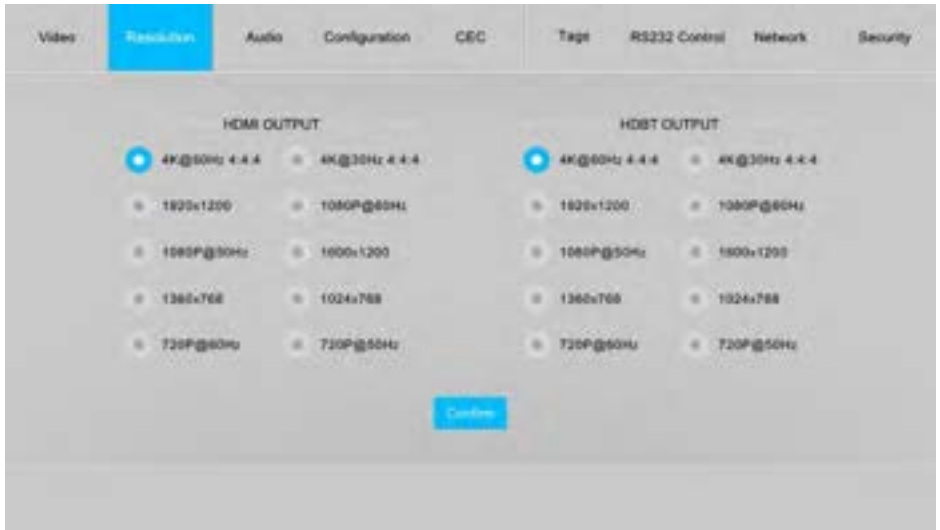 Video Resolution Audio Configuration CEC Tags RS232 Control Network Security
HDMI OUTPUT HDBT OUTPUT
4K@60Hz 4:4:4 4K@30Hz 4:4:4 4K@60Hz 4:4:4 4K@30Hz 4:4:4
1920x1200 1080P@60Hz 1920x1200 1080P@60Hz
1080P@50Hz 1600x1200 1080P@50Hz 1600x1200
1360x768 1024x768 1360x768 1024x768
720P@60Hz 720P@50Hz 720P@60Hz 720P@50Hz
Confirm